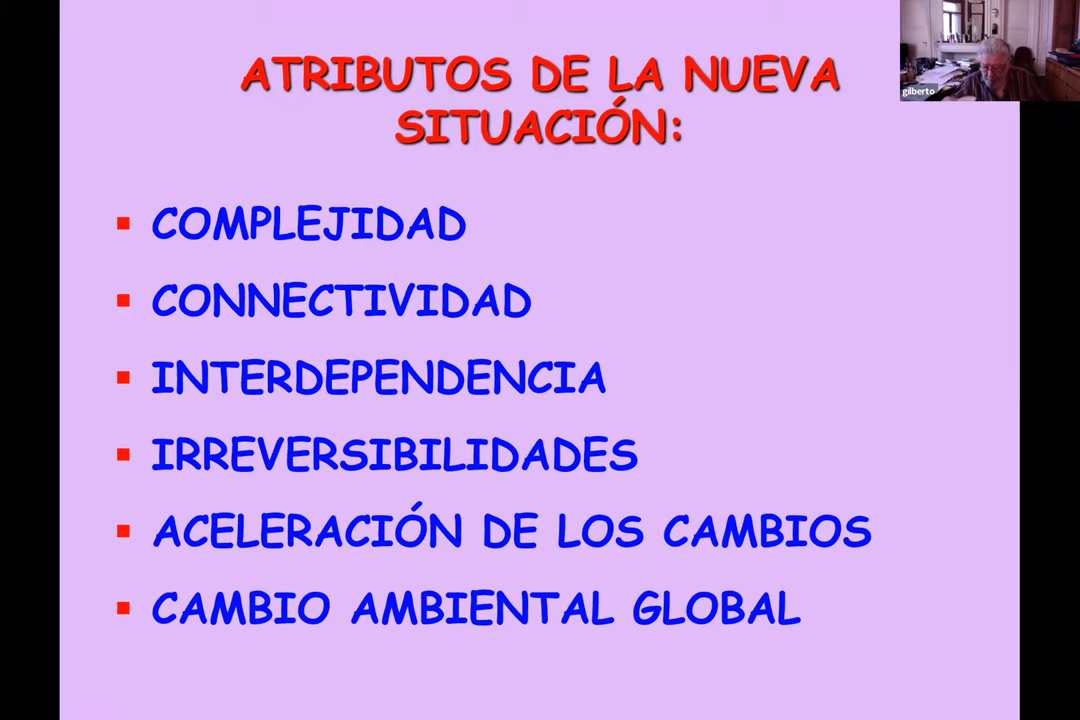 ATRIBUTOS DE LA NUEVA
SITUACIÓN:
gilberto
▪ COMPLEJIDAD
▪ CONNECTIVIDAD
▪ INTERDEPENDENCIA
▪ IRREVERSIBILIDADES
▪ ACELERACIÓN DE LOS CAMBIOS
▪ CAMBIO AMBIENTAL GLOBAL